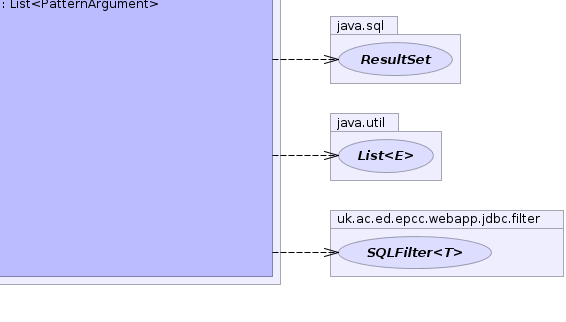 : List<PatternArgument>
java.sql
ResultSet
java.util
List<E>
uk.ac.ed.epcc.webapp.jdbc.filter
SQLFilter<T>